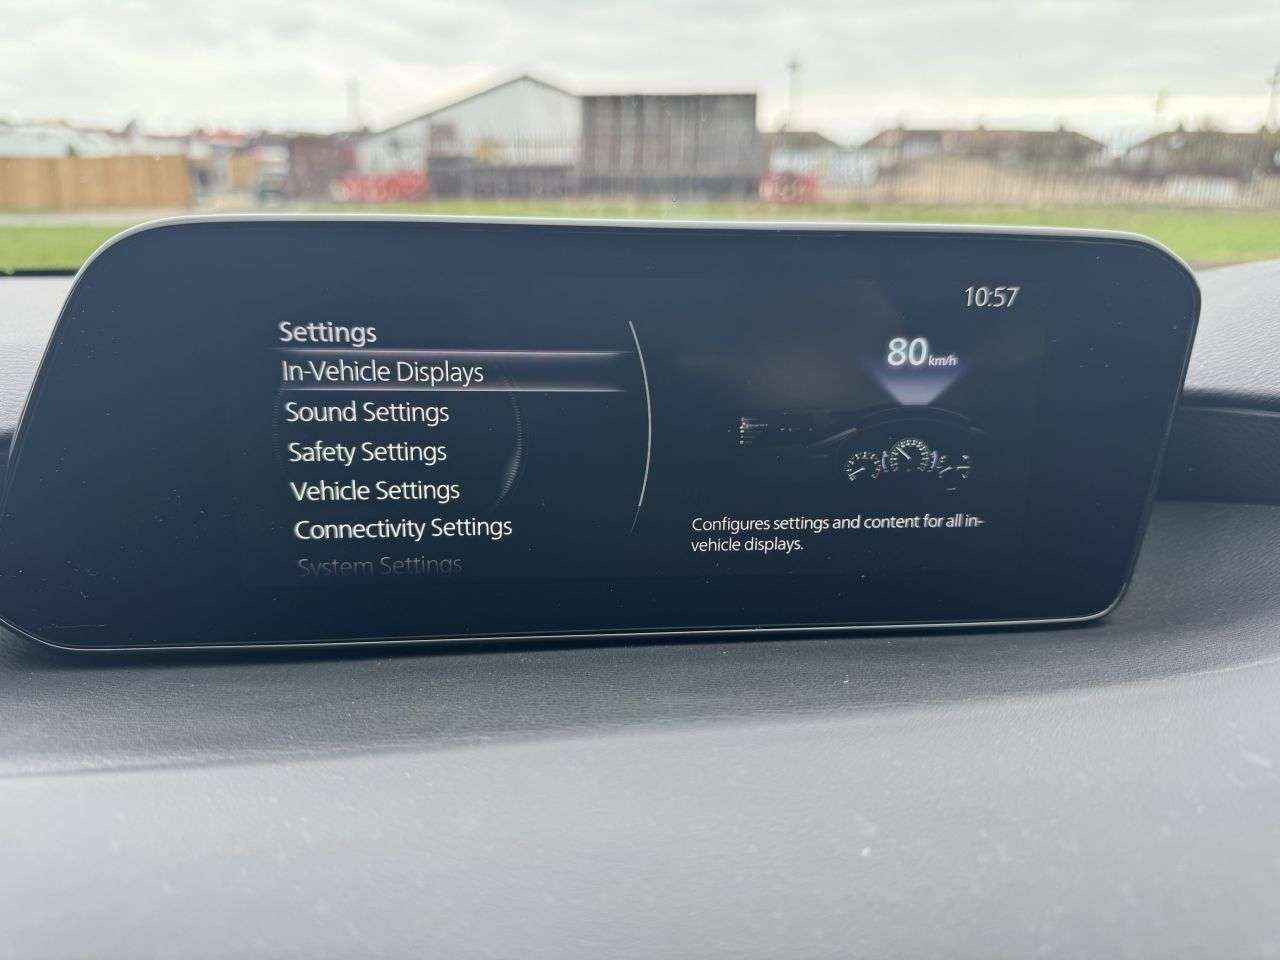 10:57
Settings
In-Vehicle Displays
Sound Settings
Safety Settings
Vehicle Settings
Connectivity Settings
System Settings
80 km/h
Configures settings and content for all in-
vehicle displays.